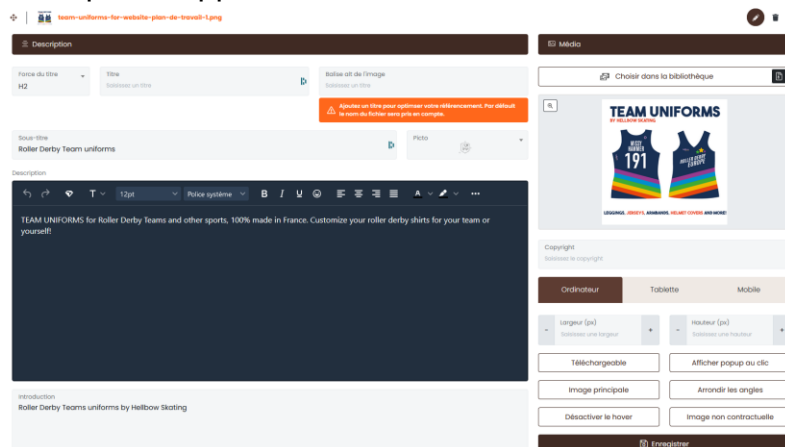 team-uniforms-for-website-plan-de-travail-1.png
Description
Média
Force du titre
H2
Titre
Saisissez un titre
Balise alt de l'image
Saisissez un titre
Ajoutez un titre pour optimser votre référencement. Par défault
le nom du fichier sera pris en compte.
Choisir dans la bibliothèque
Sous-titre
Roller Derby Team uniforms
Picto
Description
12pt
Police système
B I U
TEAM UNIFORMS for Roller Derby Teams and other sports, 100% made in France. Customize your roller derby shirts for your team or
yourself!
TEAM UNIFORMS
BY HELLBOW SKATING
191
ROLLER DERBY
EUROPE
LEGGINGS, JERSEYS, ARMBANDS, HELMET COVERS AND MORE!
Copyright
Saisissez le copyright
Ordinateur
Tablette
Mobile
Largeur (px)
Saisissez une largeur
Hauteur (px)
Saisissez une hauteur
Téléchargeable
Afficher popup au clic
Image principale
Arrondir les angles
Désactiver le hover
Image non contractuelle
Introduction
Roller Derby Teams uniforms by Hellbow Skating
Enregistrer